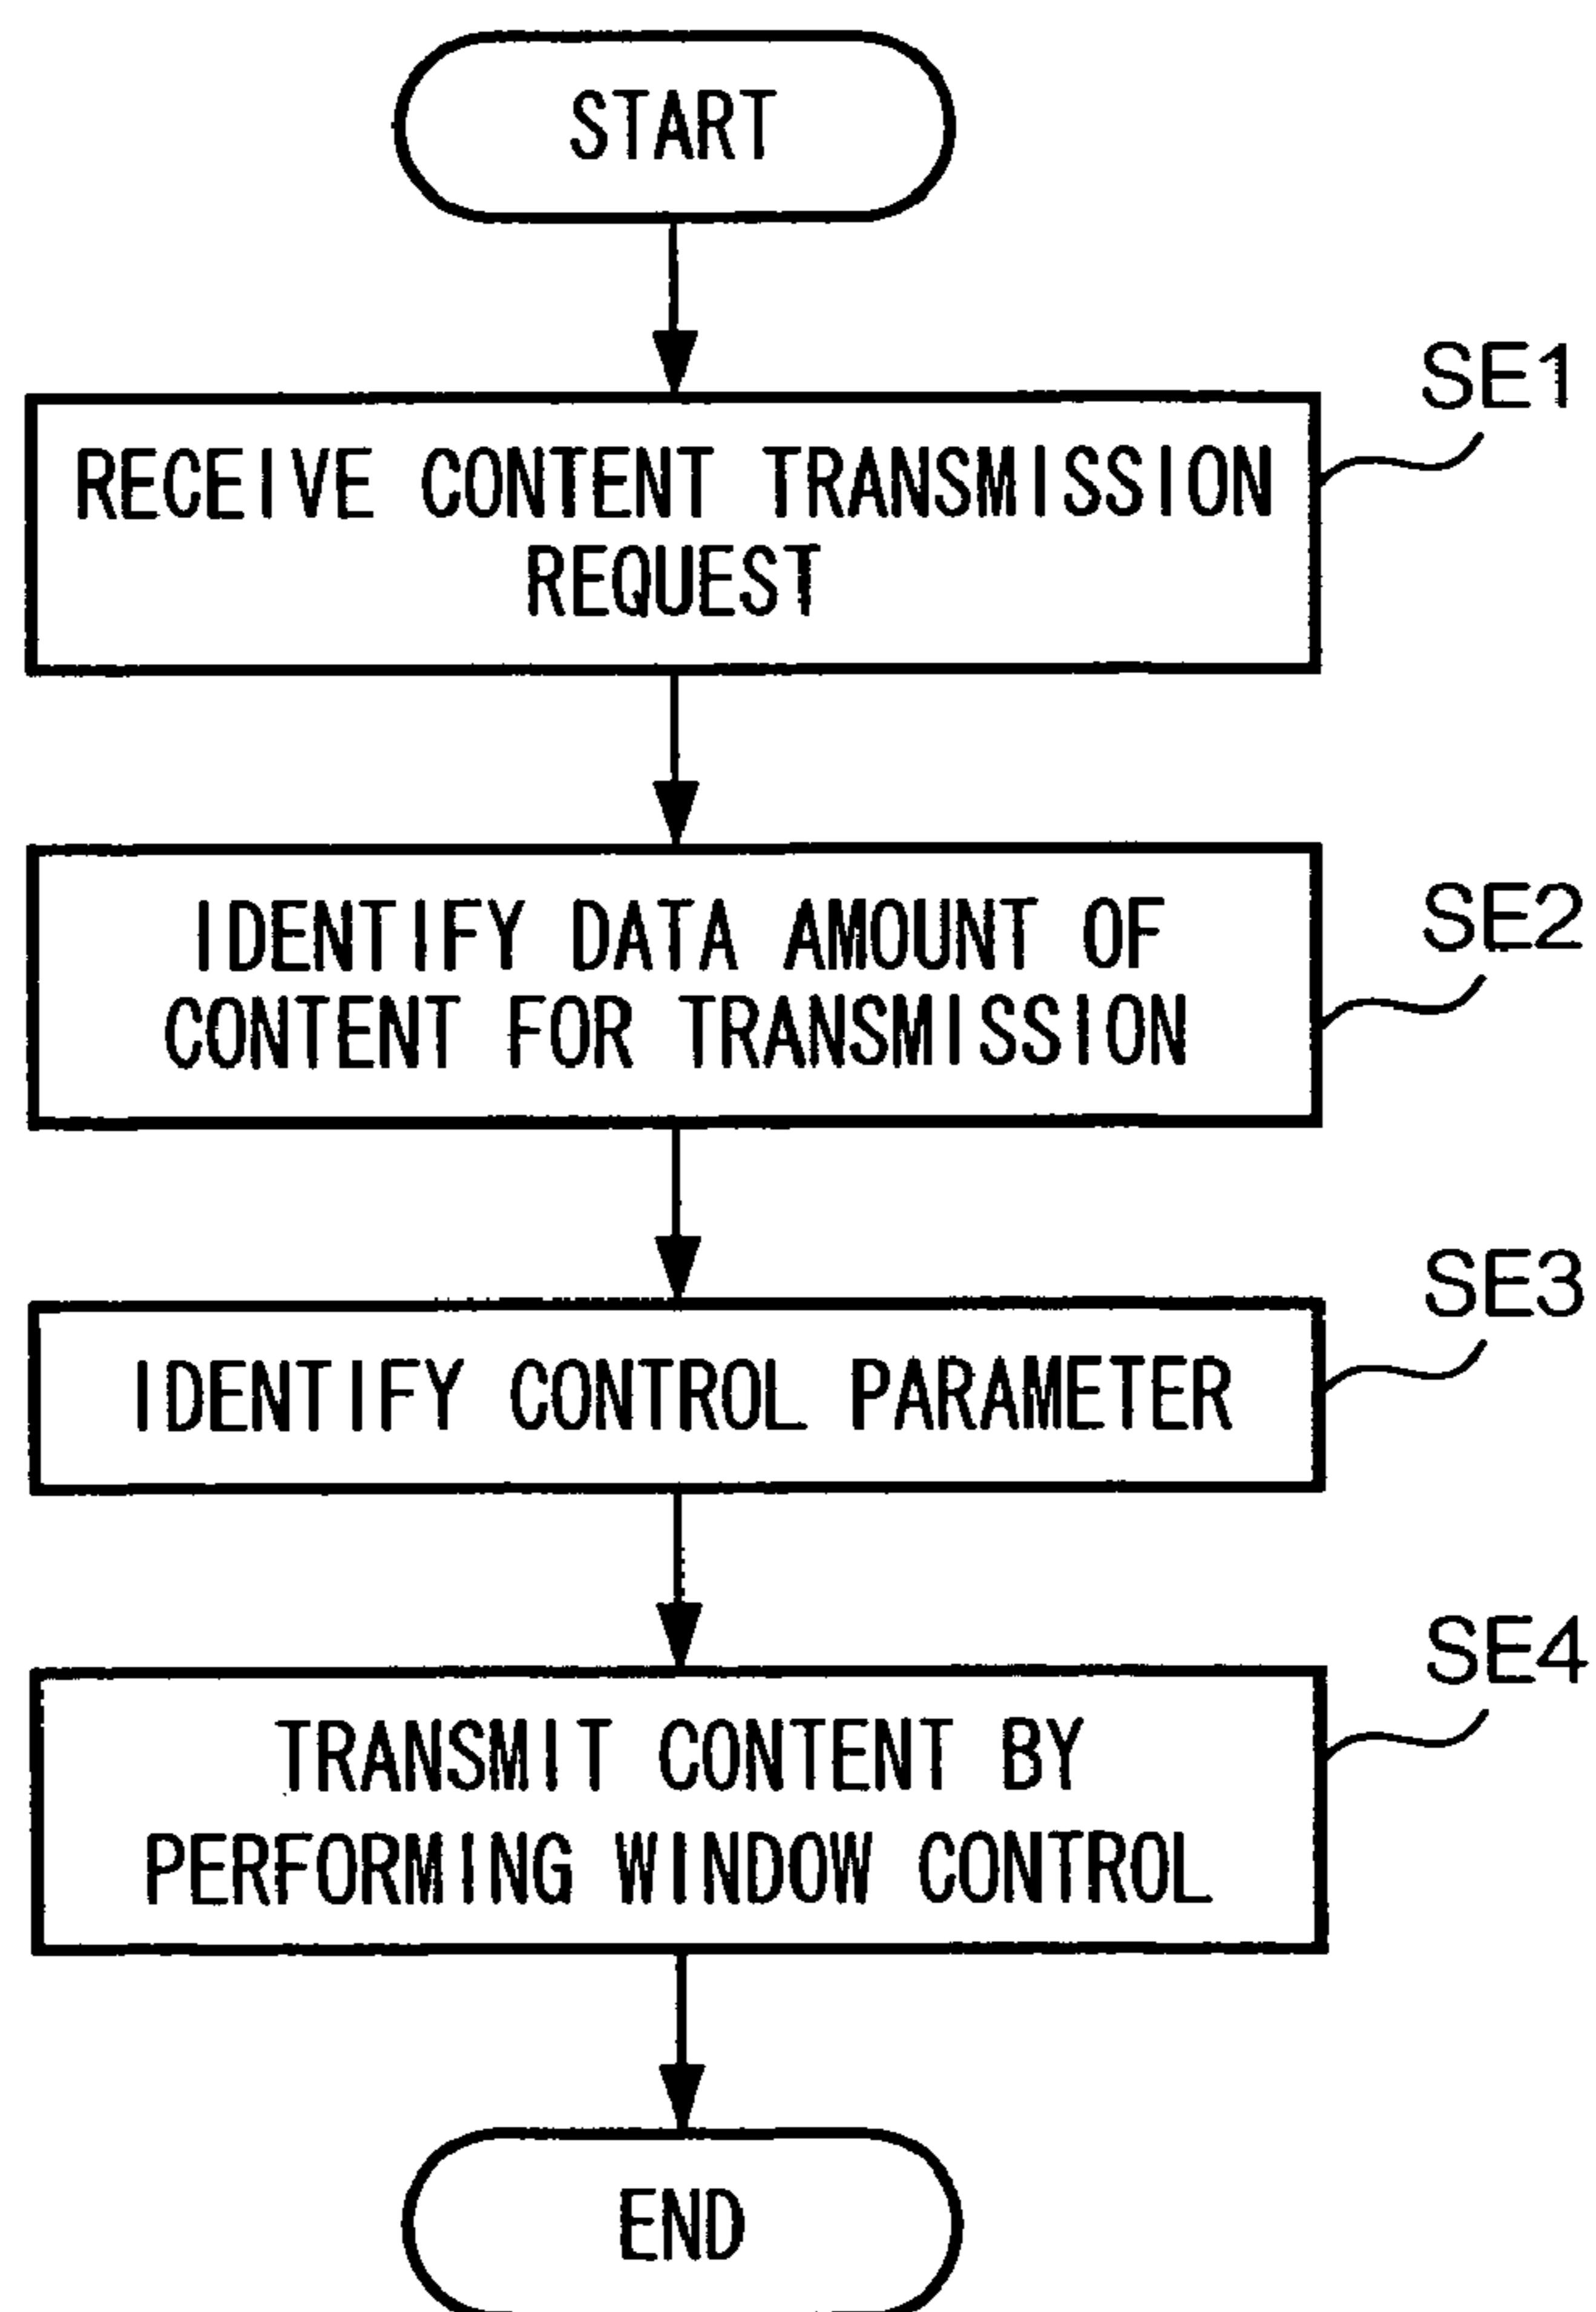 START
SE1
RECEIVE CONTENT TRANSMISSION
REQUEST
SE2
IDENTIFY DATA AMOUNT OF
CONTENT FOR TRANSMISSION
SE3
IDENTIFY CONTROL PARAMETER
SE4
TRANSMIT CONTENT BY
PERFORMING WINDOW CONTROL
END